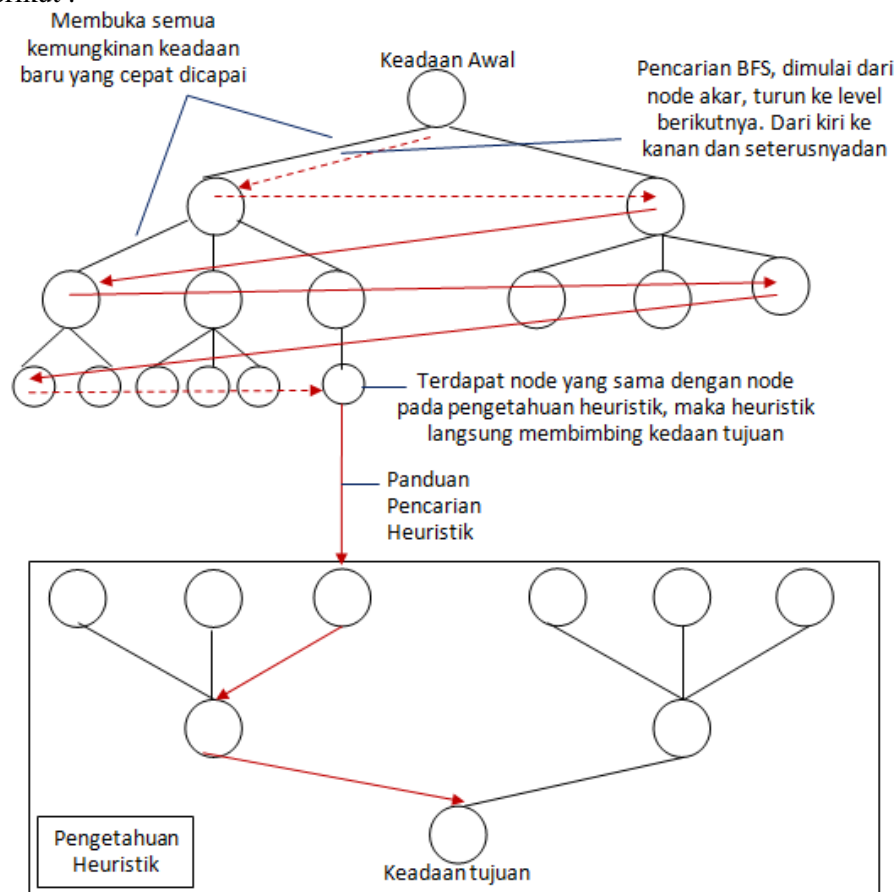 Membuka semua
kemungkinan keadaan
baru yang cepat dicapai
Keadaan Awal
Pencarian BFS, dimulai dari
node akar, turun ke level
berikutnya. Dari kiri ke
kanan dan seterusnyadan
Terdapat node yang sama dengan node
pada pengetahuan heuristik, maka heuristik
langsung membimbing kedaan tujuan
Panduan
Pencarian
Heuristik
Pengetahuan
Heuristik
Keadaan tujuan